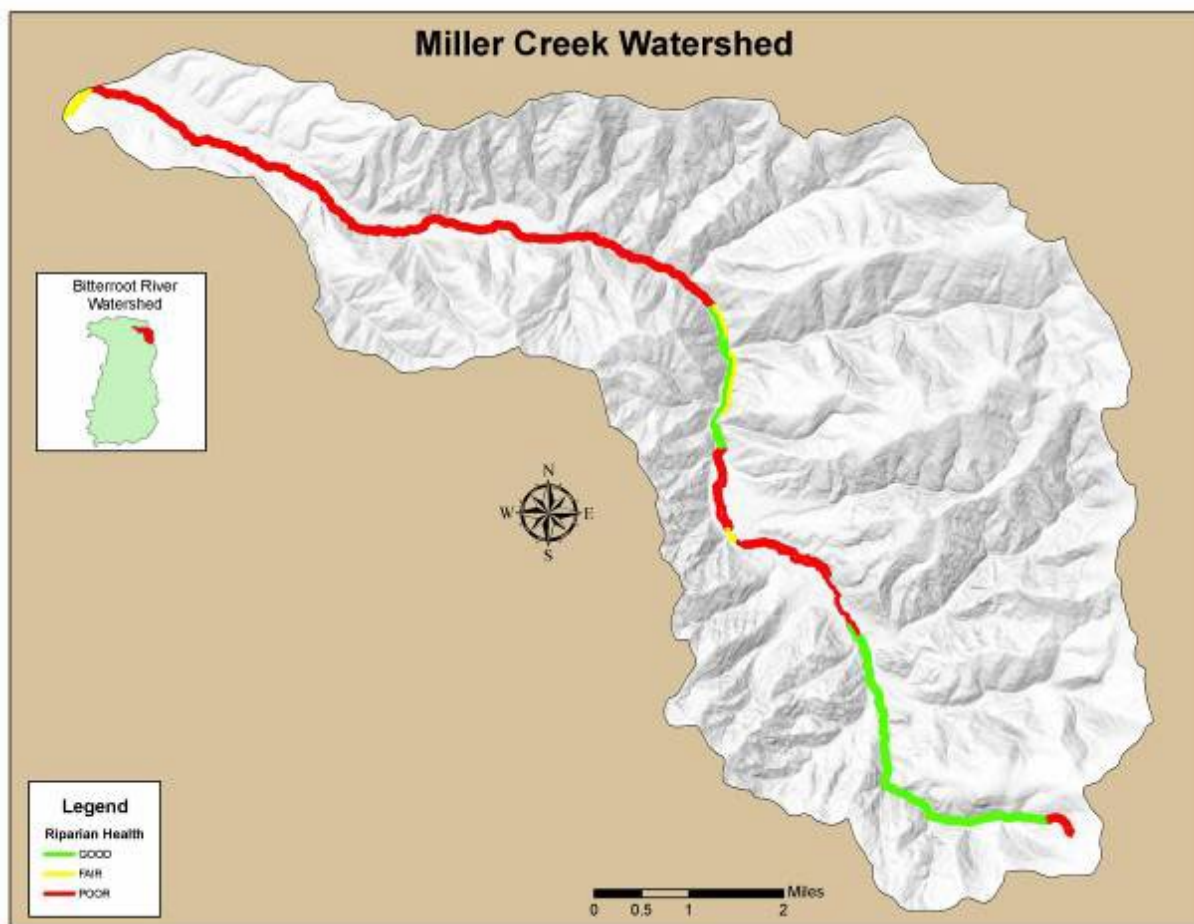 Miller Creek Watershed
Bitterroot River
Watershed
N
W
E
S
Legend
Riparian Health
GOOD
FAIR
POOR
Miles
0 0.5 1 2